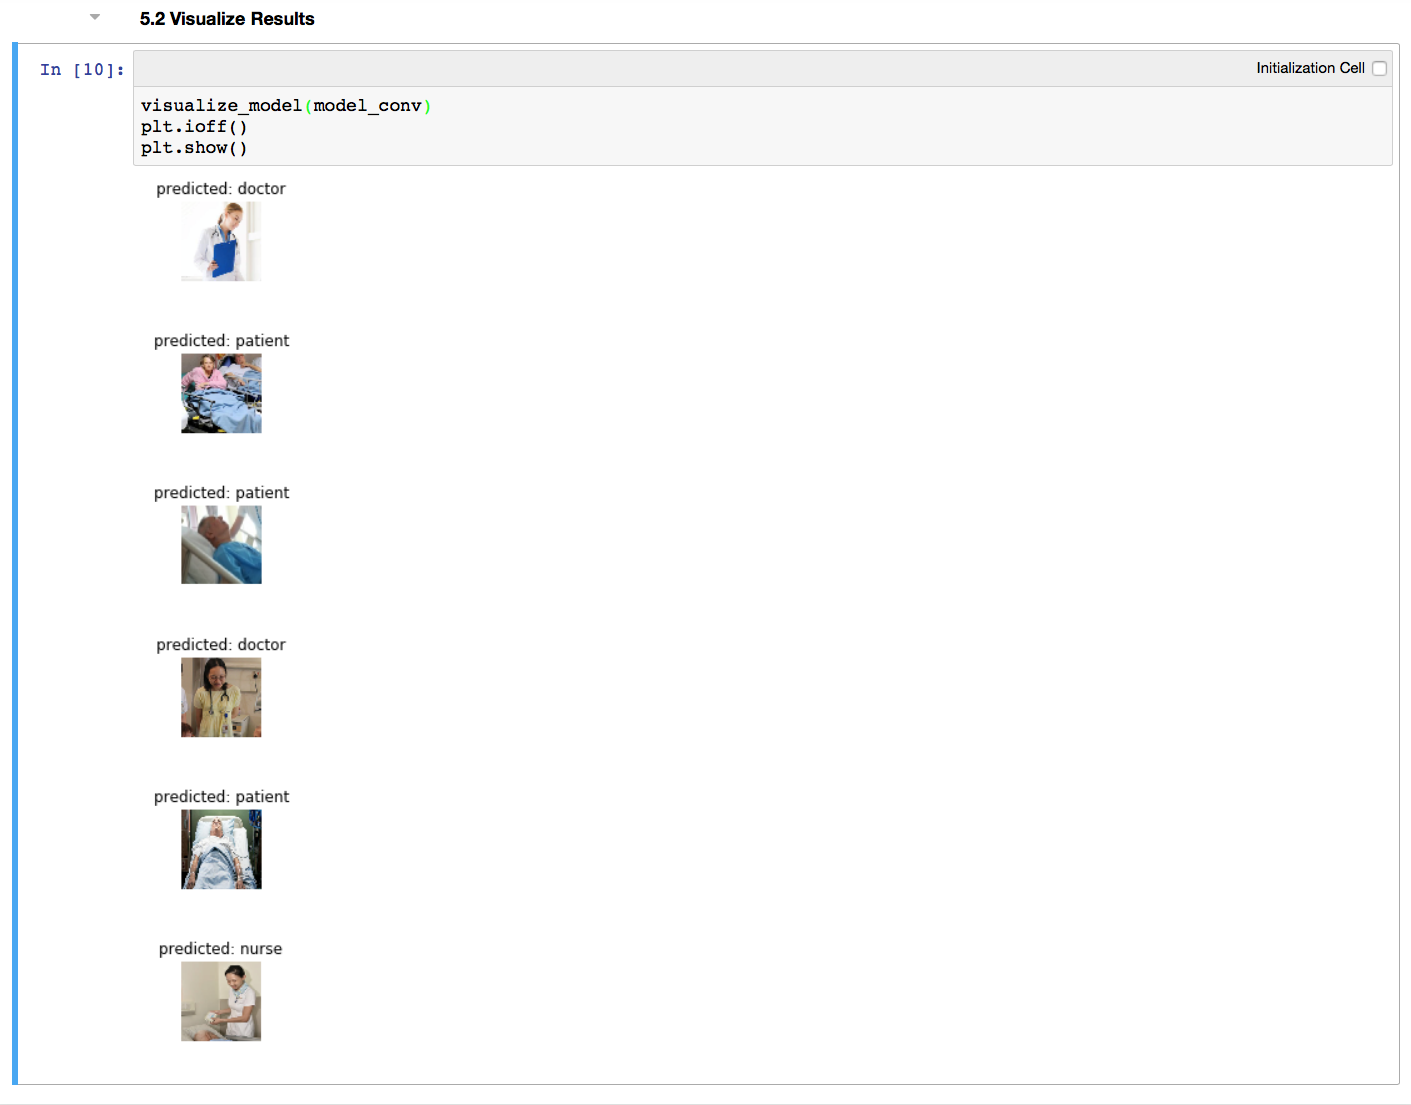 5.2 Visualize Results
In [10]:
Initialization Cell
visualize_model(model_conv)
plt.ioff()
plt.show()
predicted: doctor
predicted: patient
predicted: patient
predicted: doctor
predicted: patient
predicted: nurse